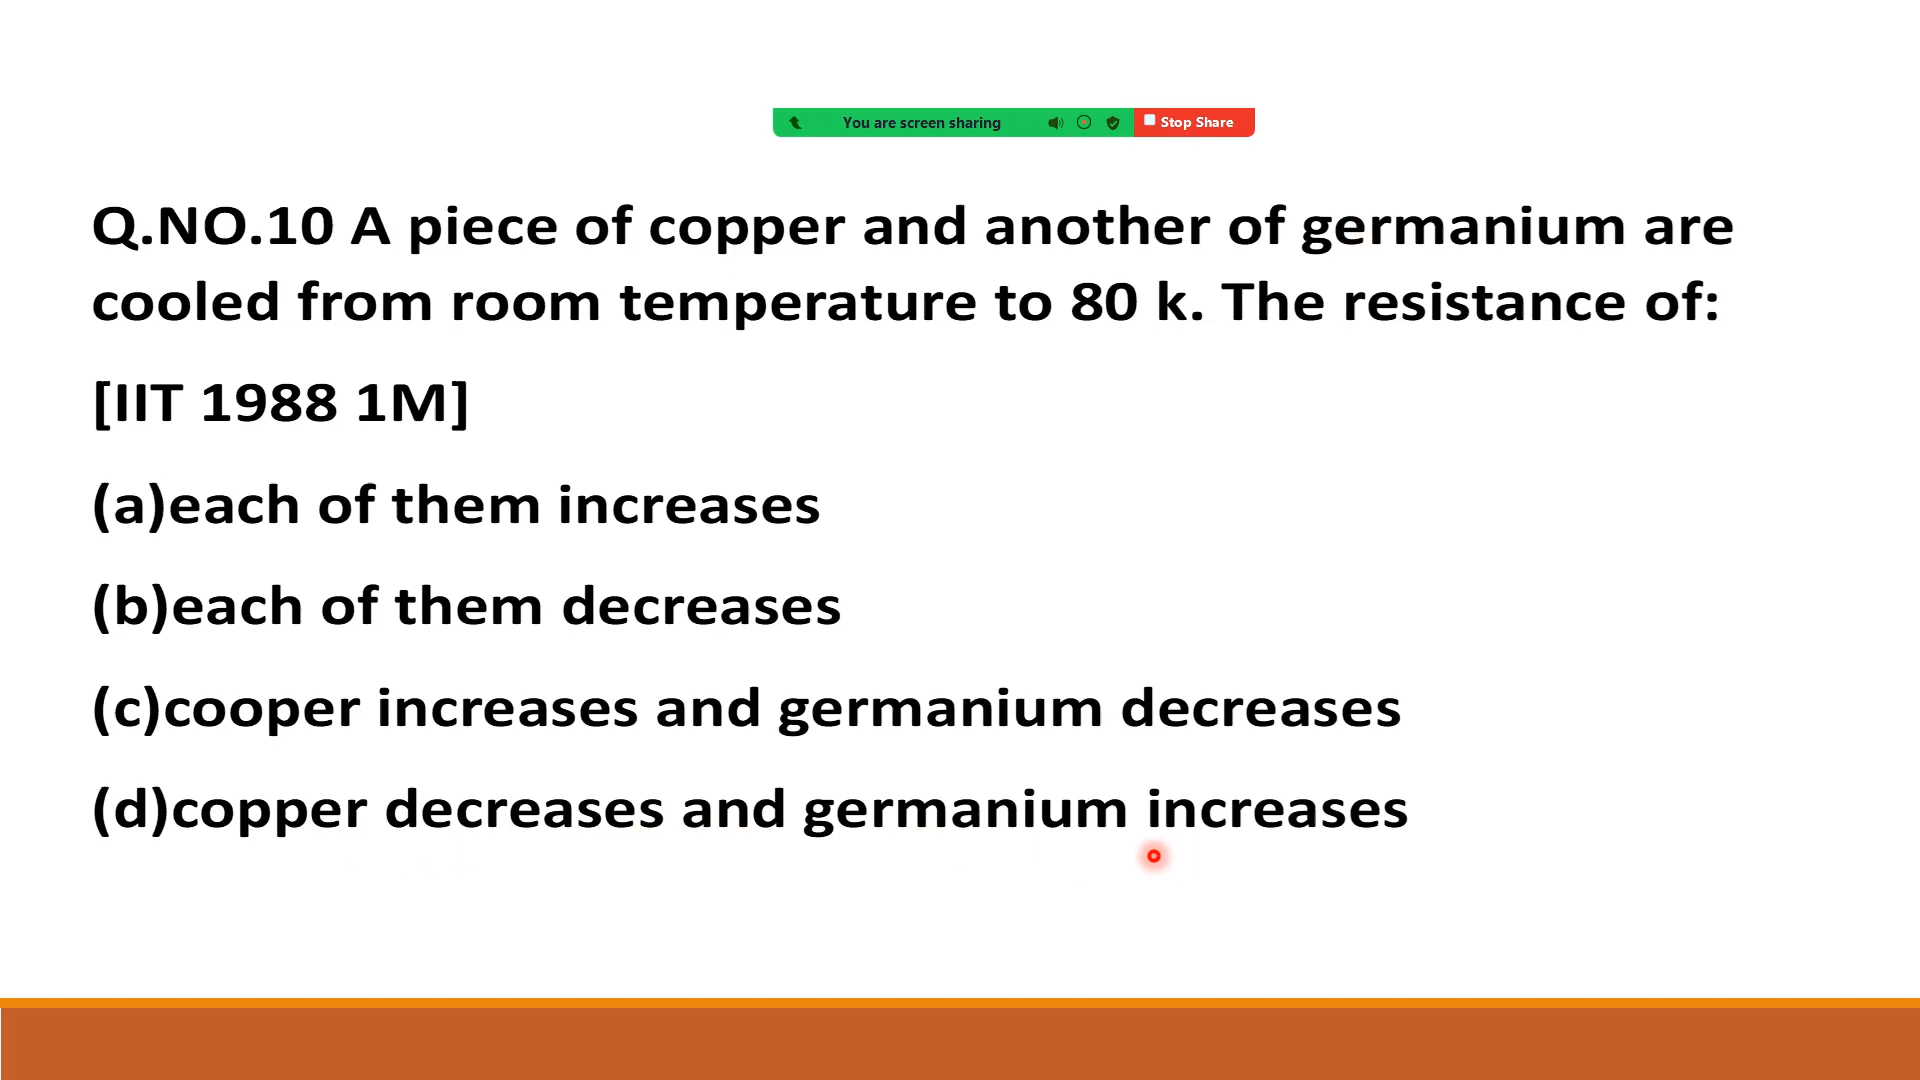 You are screen sharing
Stop Share
Q.NO.10 A piece of copper and another of germanium are
cooled from room temperature to 80 k. The resistance of:
[IIT 1988 1M]
(a)each of them increases
(b)each of them decreases
(c)cooper increases and germanium decreases
(d)copper decreases and germanium increases